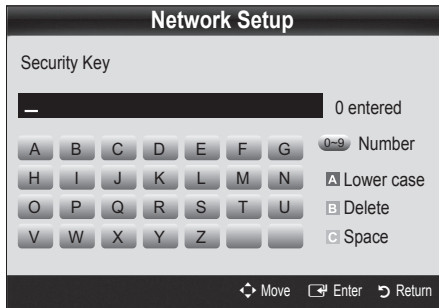 Network Setup
Security Key
_ 0 entered
A B C D E F G 0~9 Number
H I J K L M N A Lower case
O P Q R S T U B Delete
V W X Y Z C Space
Move Enter Return